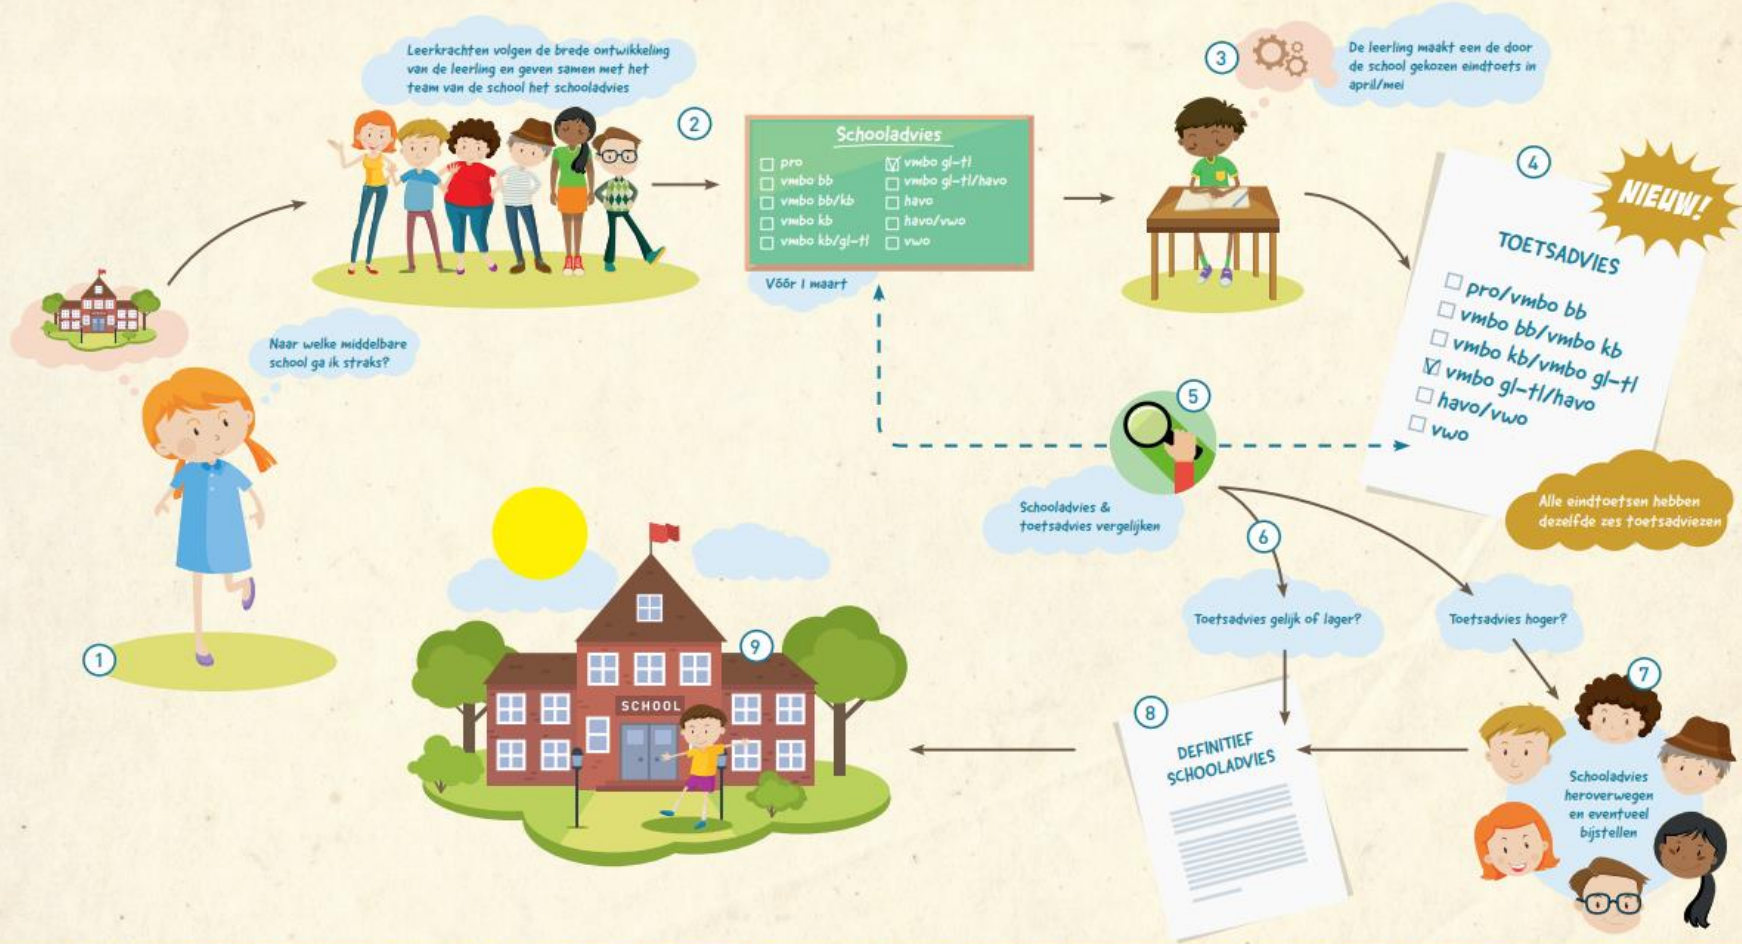 1
Naar welke middelbare
school ga ik straks?
Leerkrachten volgen de brede ontwikkeling
van de leerling en geven samen met het
team van de school het schooladvies
2
Schooladvies
pro
vmbo bb
vmbo bb/kb
vmbo kb
vmbo kb/gl-tl
vmbo gl-tl
vmbo gl-tl/havo
havo
havo/vwo
vwo
Vóór 1 maart
3
De leerling maakt een de door
de school gekozen eindtoets in
april/mei
4
NIEUW!
TOETSADVIES
pro/vmbo bb
vmbo bb/vmbo kb
vmbo kb/vmbo gl-tl
vmbo gl-tl/havo
havo/vwo
vwo
Alle eindtoetsen hebben
dezelfde zes toetsadviezen
5
Schooladvies &
toetsadvies vergelijken
6
Toetsadvies gelijk of lager?
Toetsadvies hoger?
7
Schooladvies
heroverwegen
en eventueel
bijstellen
8
DEFINITIEF
SCHOOLADVIES
9
SCHOOL